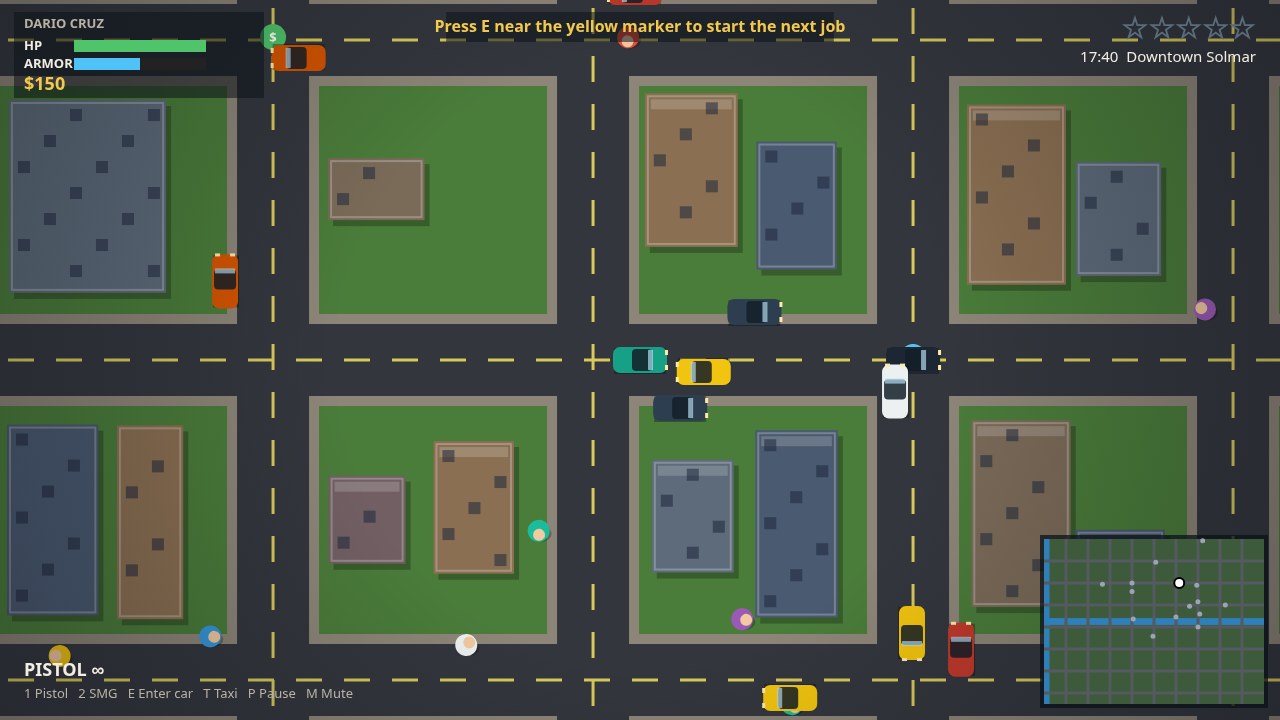 DARIO CRUZ
HP
ARMOR
$150
$
Press E near the yellow marker to start the next job
17:40 Downtown Solmar
PISTOL ∞
1 Pistol 2 SMG E Enter car T Taxi P Pause M Mute